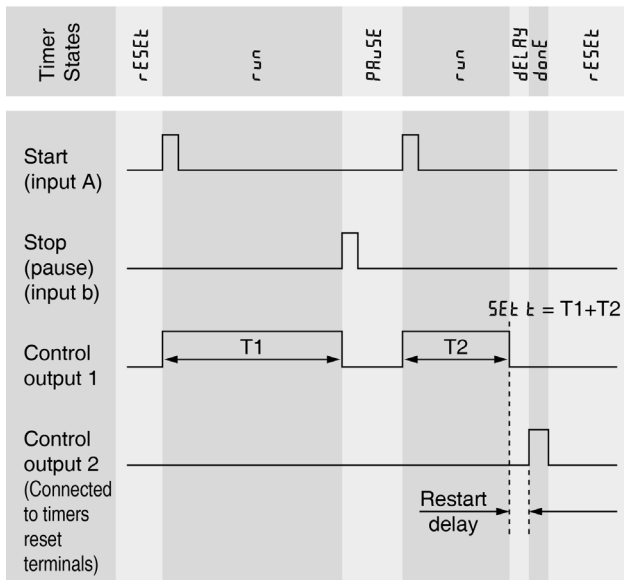 Timer
States
rESEt
run
PAuSE
run
dELAY
donE
rESEt
Start
(input A)
Stop
(pause)
(input b)
SEt t = T1+T2
Control
output 1
T1
T2
Control
output 2
(Connected
to timers
reset
terminals)
Restart
delay